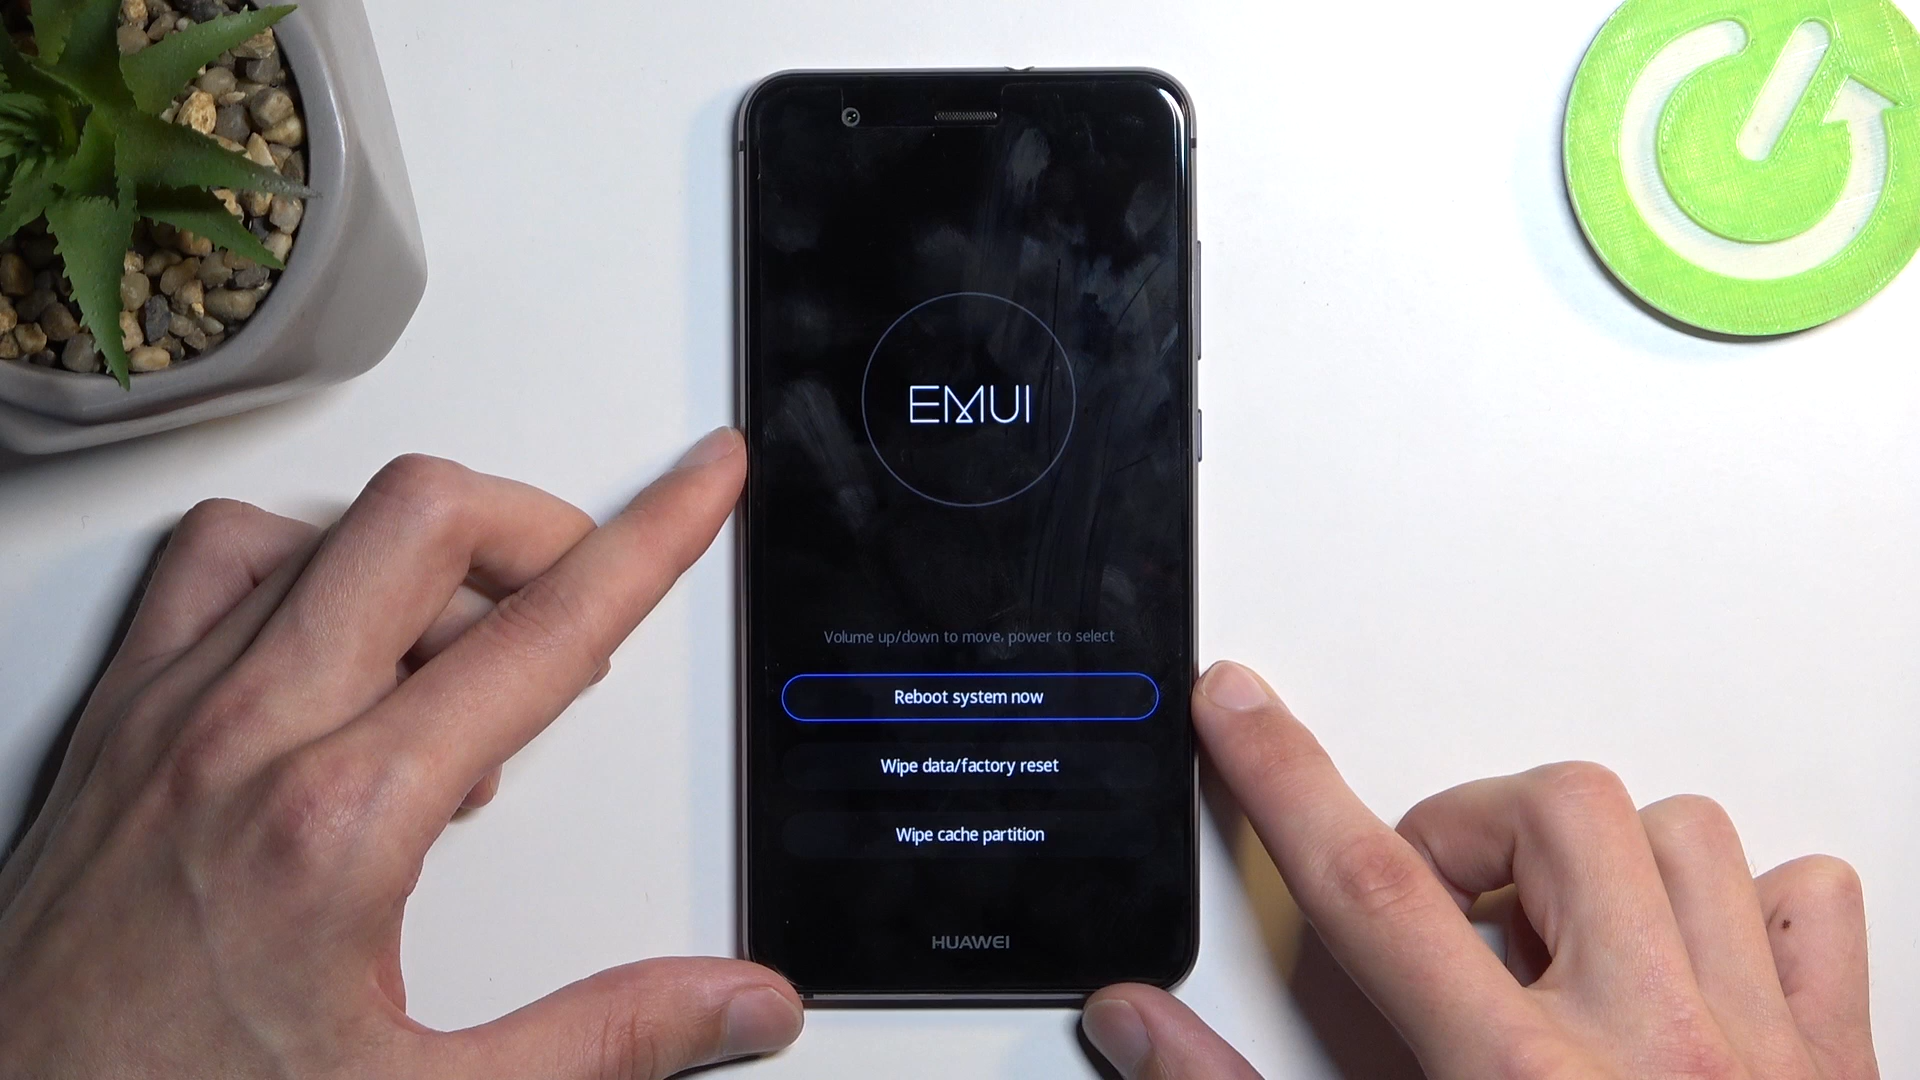 EMUI
Volume up/down to move, power to select
Reboot system now
Wipe data/factory reset
Wipe cache partition
HUAWEI